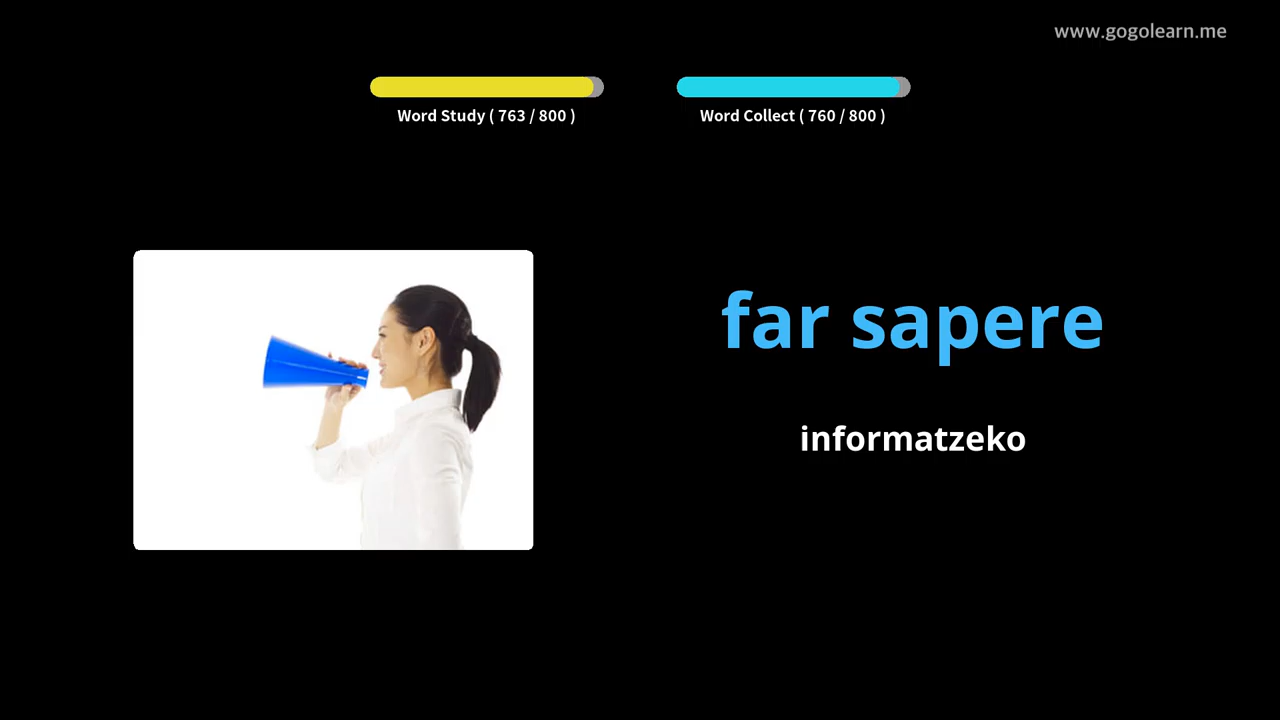 www.gogolearn.me
Word Study ( 763 / 800 )
Word Collect ( 760 / 800 )
far sapere
informatzeko